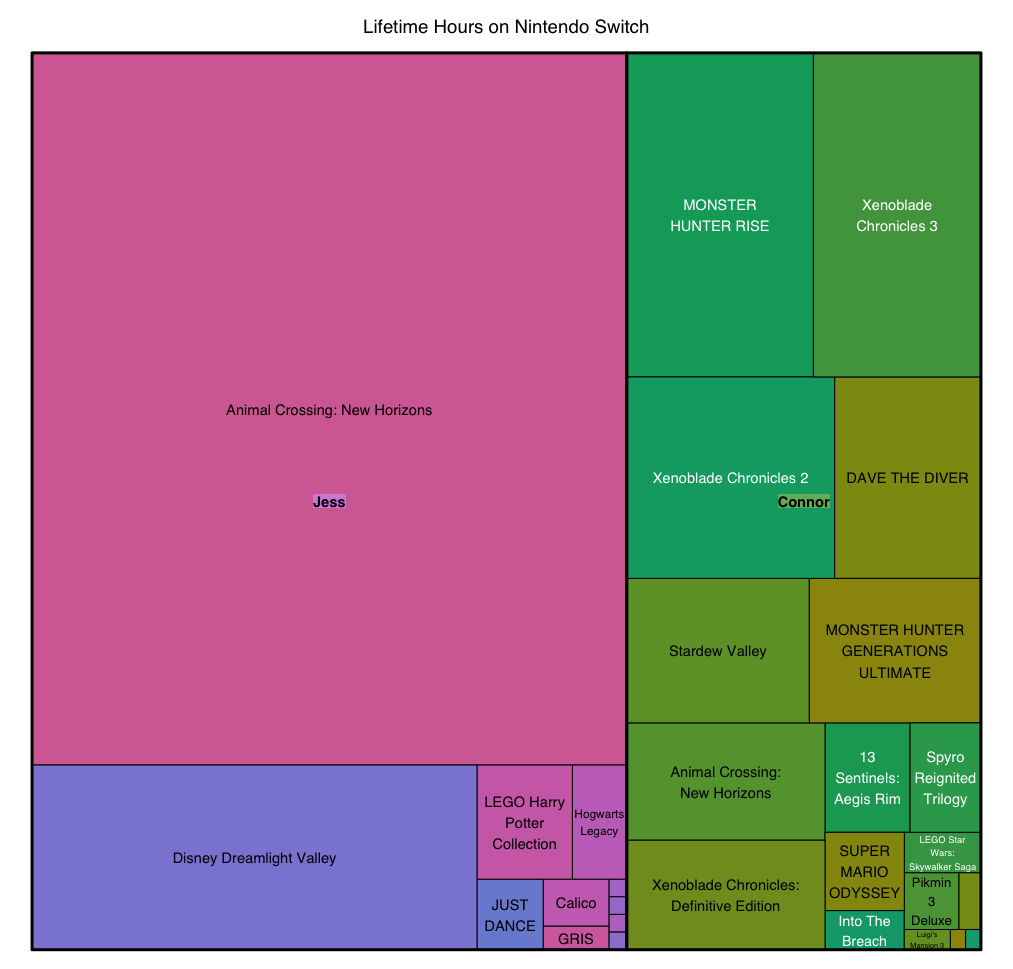 Lifetime Hours on Nintendo Switch
Animal Crossing: New Horizons
Jess
Disney Dreamlight Valley
LEGO Harry
Potter
Collection
Hogwarts
Legacy
JUST
DANCE
Calico
GRIS
MONSTER
HUNTER RISE
Xenoblade
Chronicles 3
Xenoblade Chronicles 2
Connor
DAVE THE DIVER
Stardew Valley
MONSTER HUNTER
GENERATIONS
ULTIMATE
Animal Crossing:
New Horizons
13
Sentinels:
Aegis Rim
Spyro
Reignited
Trilogy
Xenoblade Chronicles:
Definitive Edition
SUPER
MARIO
ODYSSEY
LEGO Star
Wars:
Skywalker Saga
Pikmin
3
Deluxe
Into The
Breach
Luigi's
Mansion 3